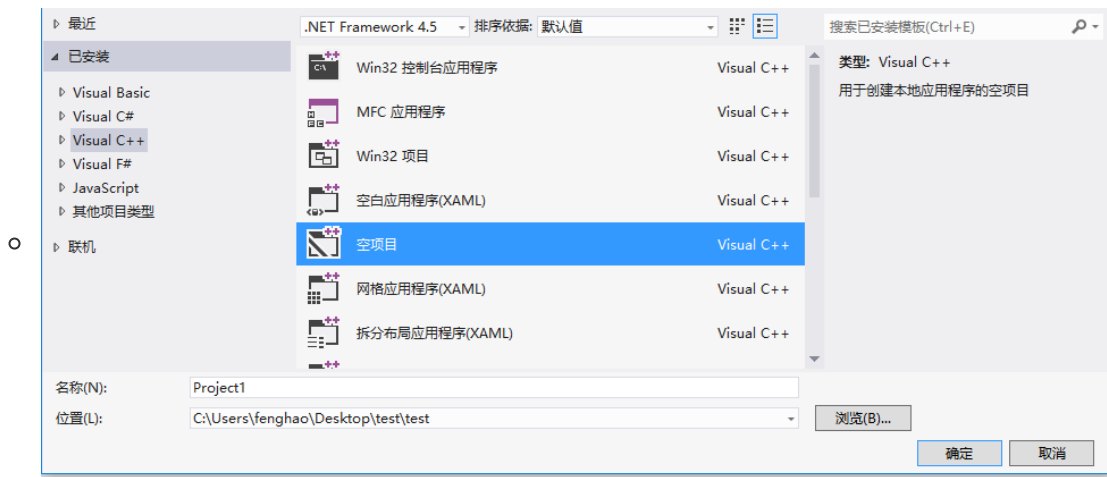 最近
.NET Framework 4.5 排序依据: 默认值
搜索已安装模板(Ctrl+E)
已安装
Visual Basic
Visual C#
Visual C++
Visual F#
JavaScript
其他项目类型
联机
Win32 控制台应用程序 Visual C++
MFC 应用程序 Visual C++
Win32 项目 Visual C++
空白应用程序(XAML) Visual C++
空项目 Visual C++
网格应用程序(XAML) Visual C++
拆分布局应用程序(XAML) Visual C++
类型: Visual C++
用于创建本地应用程序的空项目
名称(N): Project1
位置(L): C:\Users\fenghao\Desktop\test\test 浏览(B)...
确定 取消